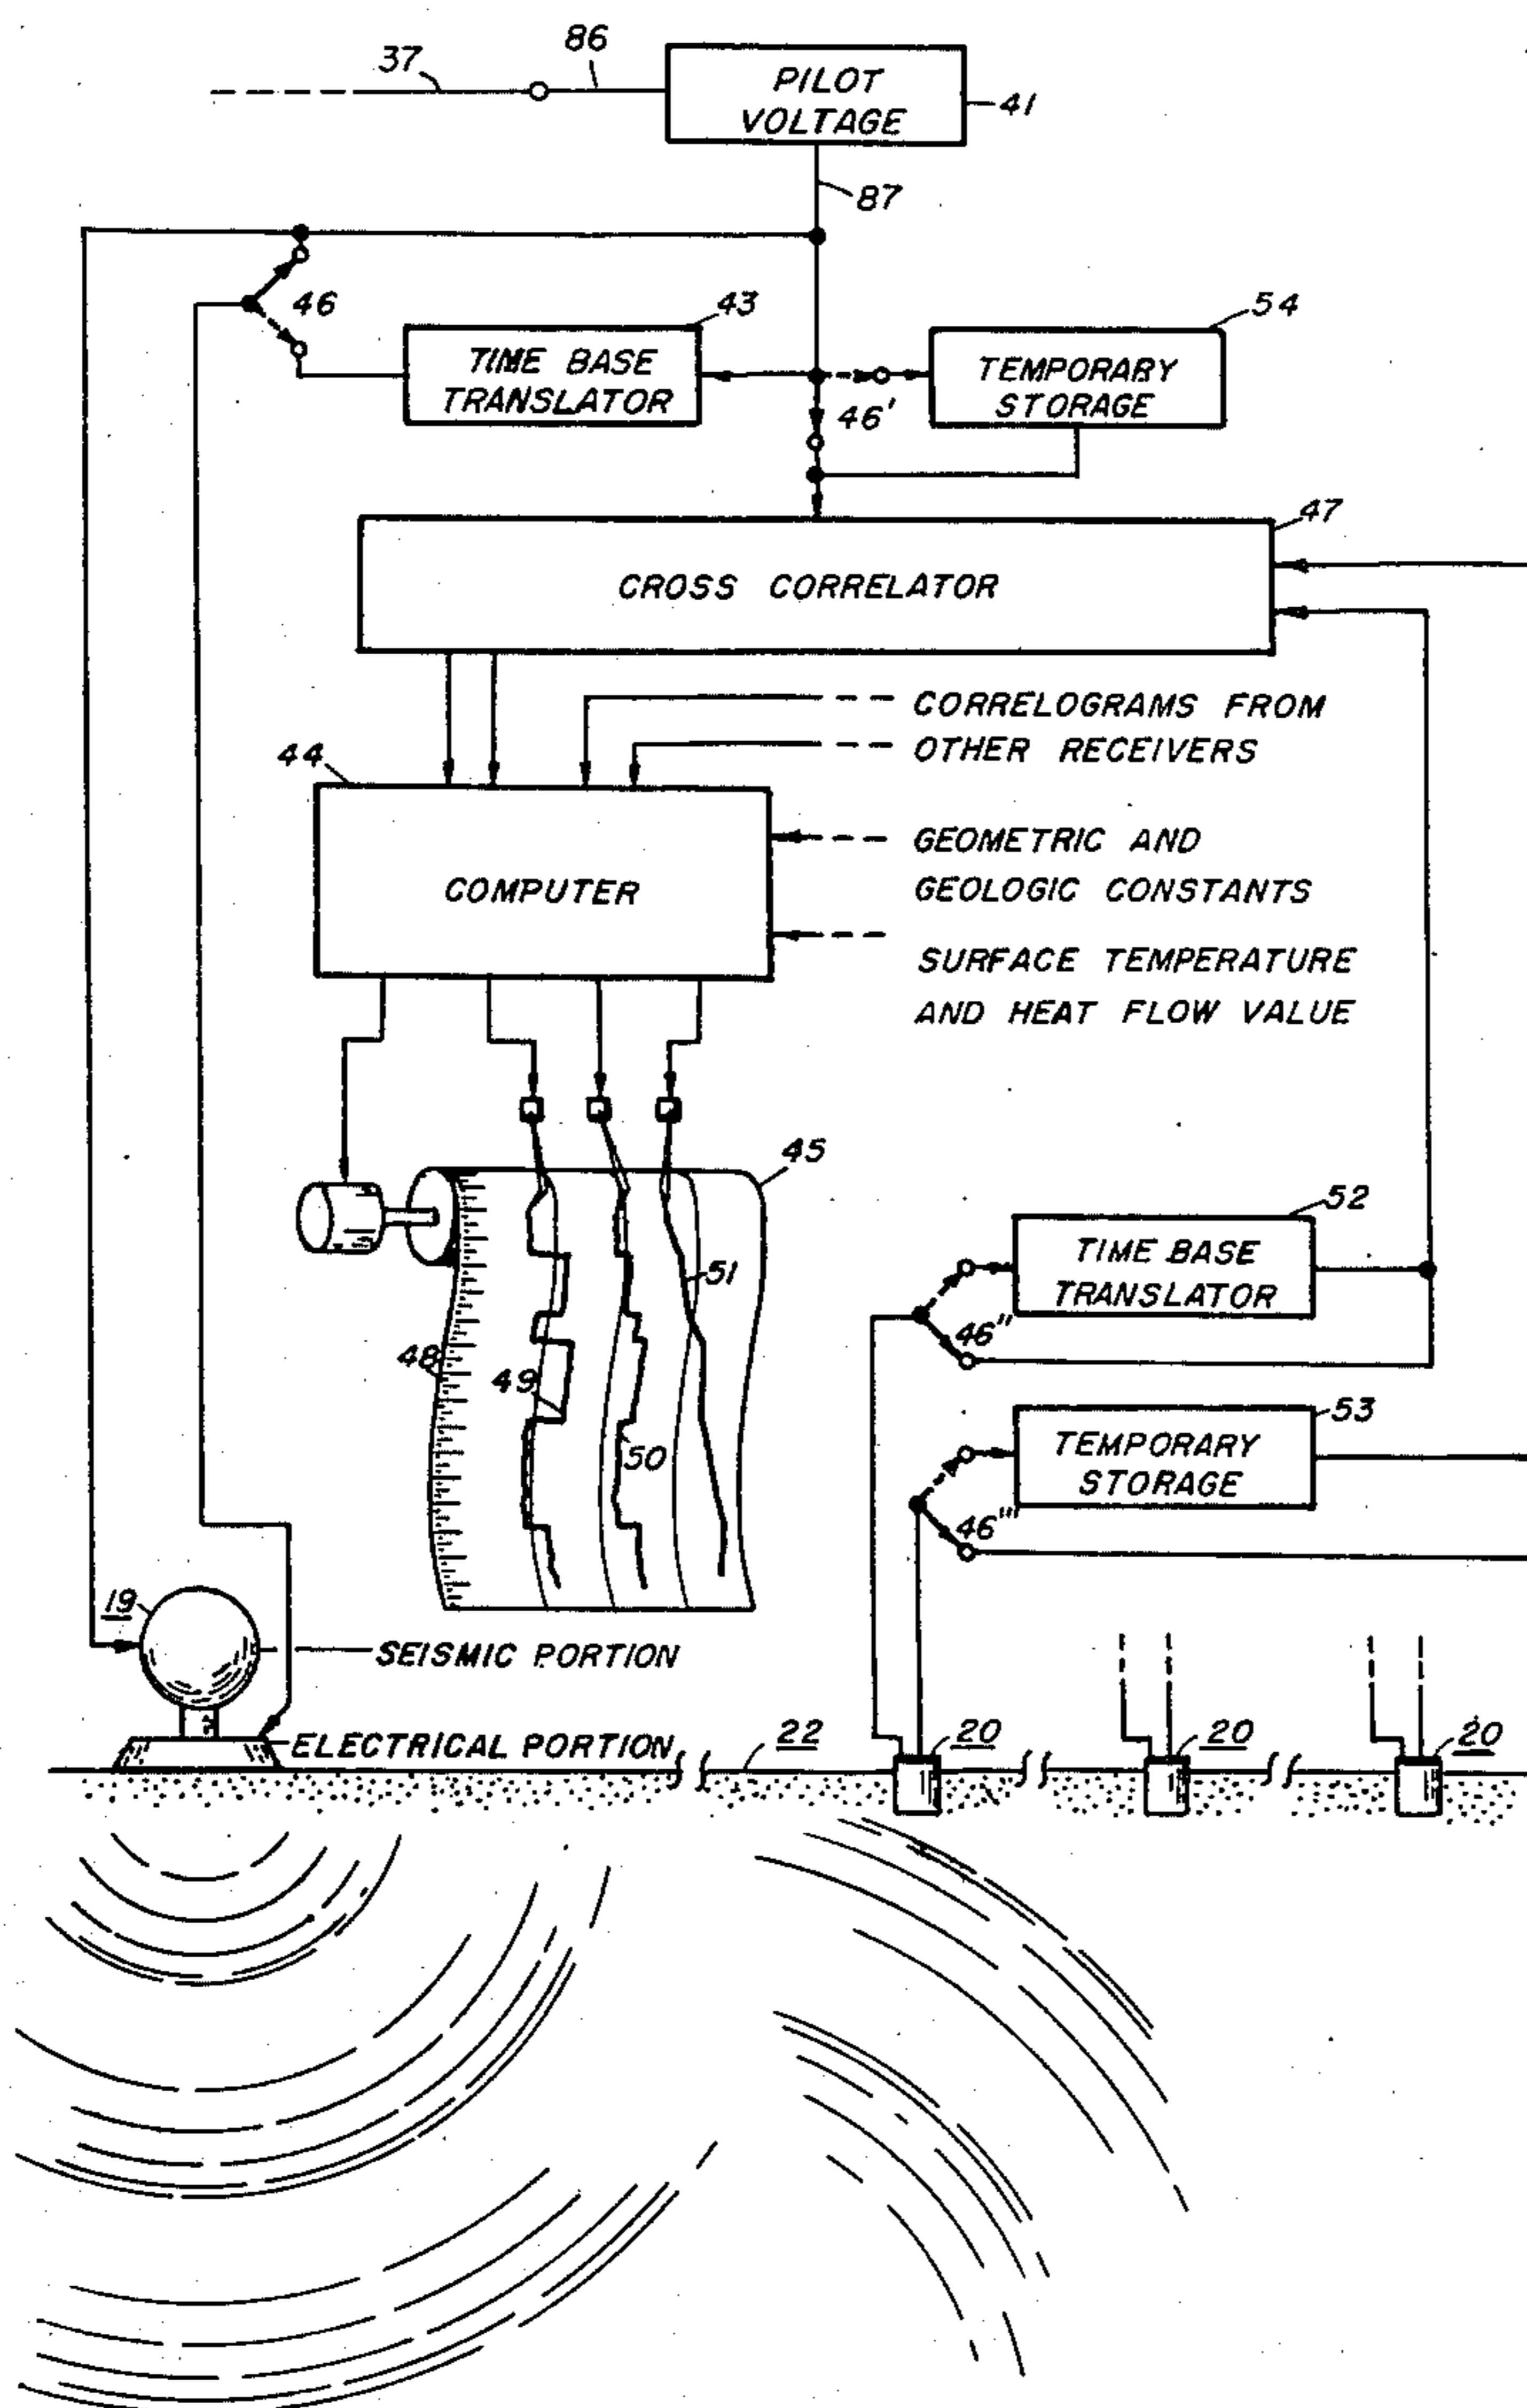 86
37
PILOT
VOLTAGE
41
87
46
43
54
TIME BASE
TRANSLATOR
46'
TEMPORARY
STORAGE
47
CROSS CORRELATOR
CORRELOGRAMS FROM
OTHER RECEIVERS
44
GEOMETRIC AND
GEOLOGIC CONSTANTS
COMPUTER
SURFACE TEMPERATURE
AND HEAT FLOW VALUE
45
52
TIME BASE
TRANSLATOR
51
46"
48
49
53
50
TEMPORARY
STORAGE
46"'
19
SEISMIC PORTION
ELECTRICAL PORTION
22
20
20
20